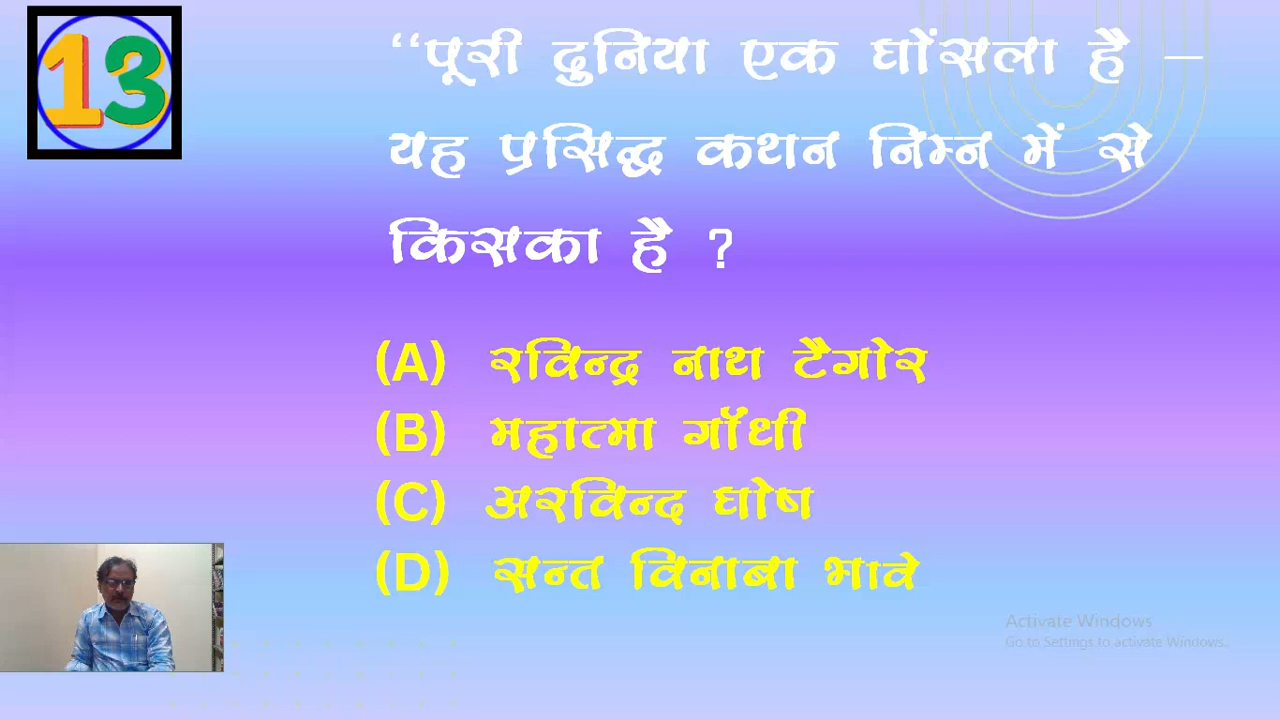 13
“पूरी दुनिया एक घोंसला है –
यह प्रसिद्ध कथन निम्न में से
किसका है ?
(A) रविन्द्र नाथ टैगोर
(B) महात्मा गाँधी
(C) अरविन्द घोष
(D) सन्त विनाबा भावे
Activate Windows
Go to Settings to activate Windows.